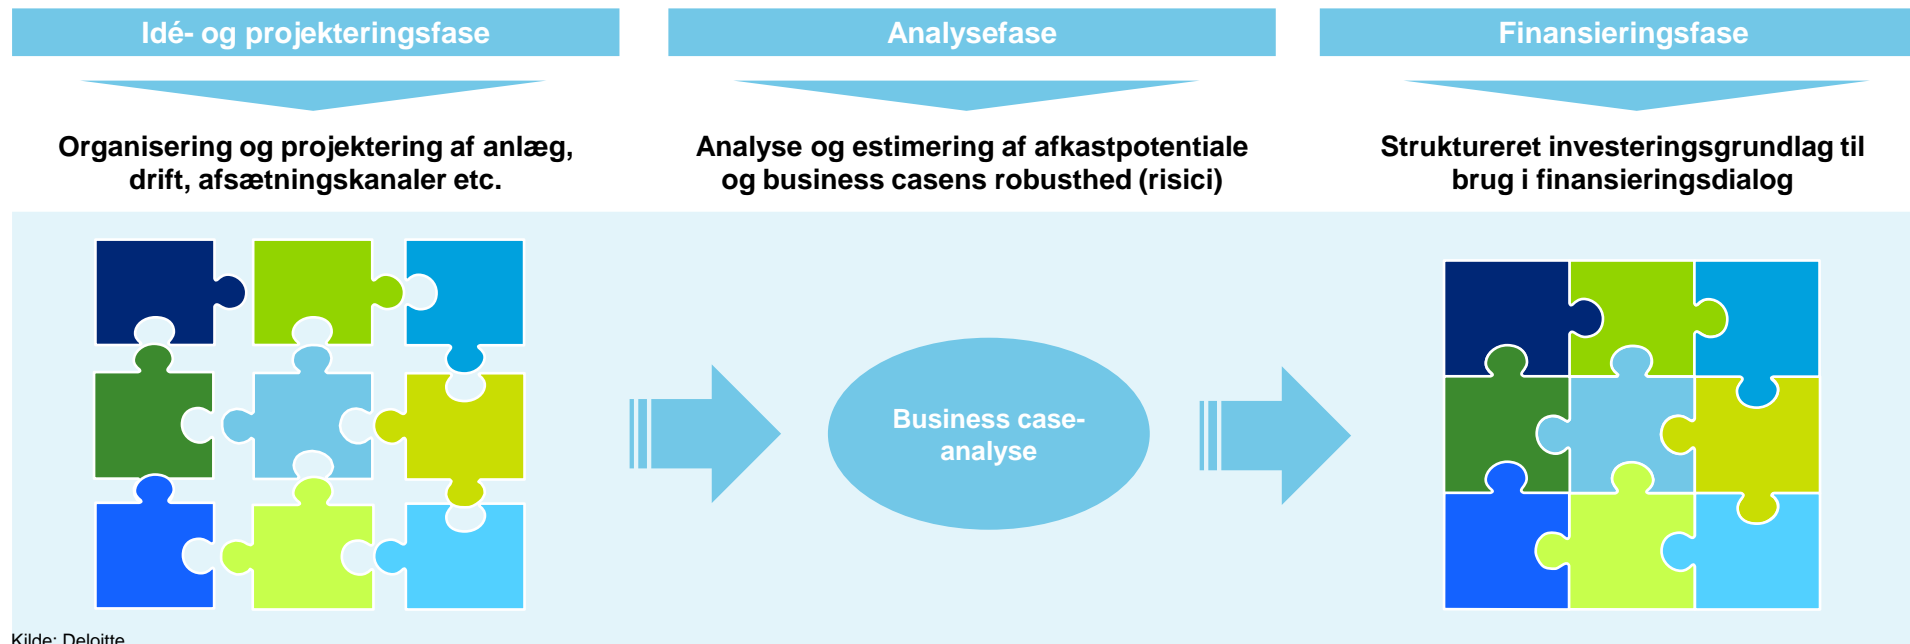 Idé- og projekteringsfase
Analysefase
Finansieringsfase
Organisering og projektering af anlæg,
drift, afsætningskanaler etc.
Analyse og estimering af afkastpotentiale
og business casens robusthed (risici)
Struktureret investeringsgrundlag til
brug i finansieringsdialog
Business case-
analyse
Kilde: Deloitte